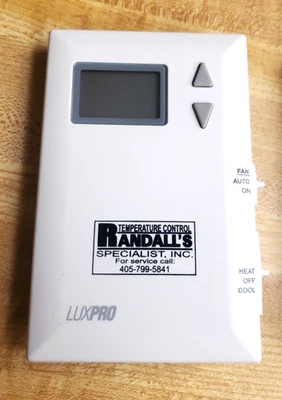 FAN
AUTO
ON
TEMPERATURE CONTROL
RANDALL'S
SPECIALIST, INC.
For service call:
405-799-5841
HEAT
OFF
COOL
LUXPRO